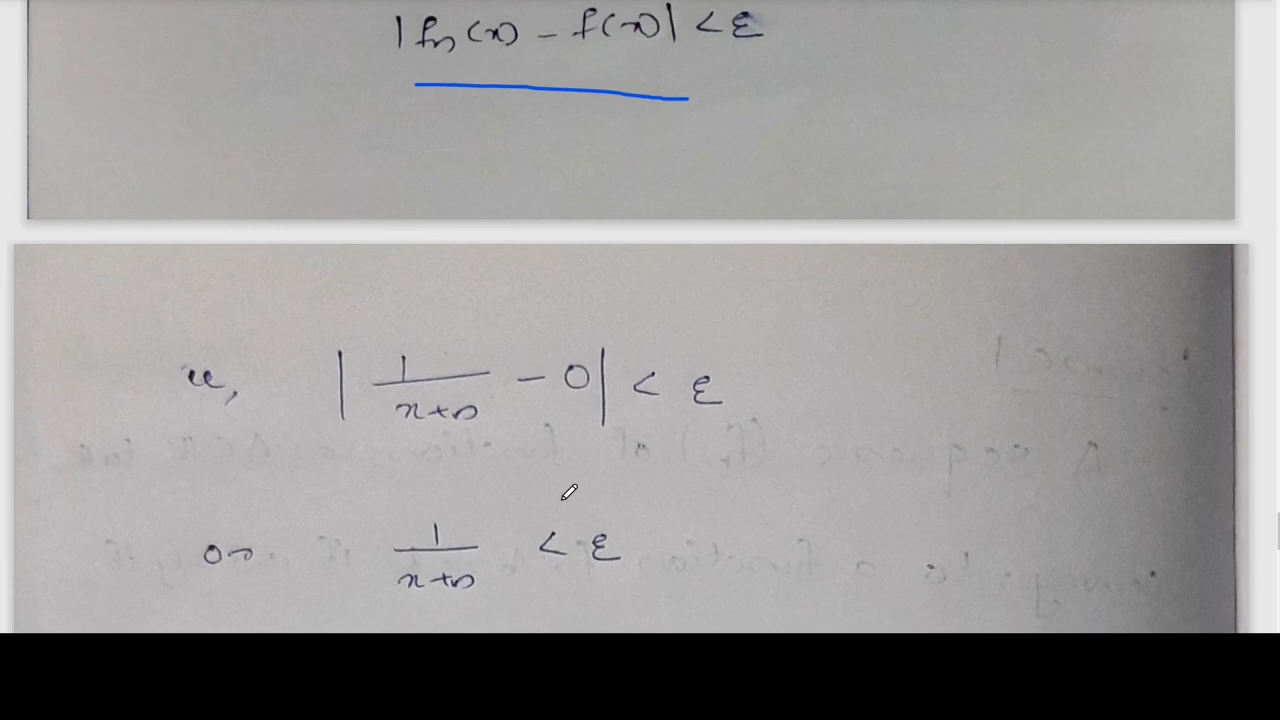 |fn(x) - f(x)| < ε
ie, | 1/(x+n) - 0 | < ε
or 1/(x+n) < ε